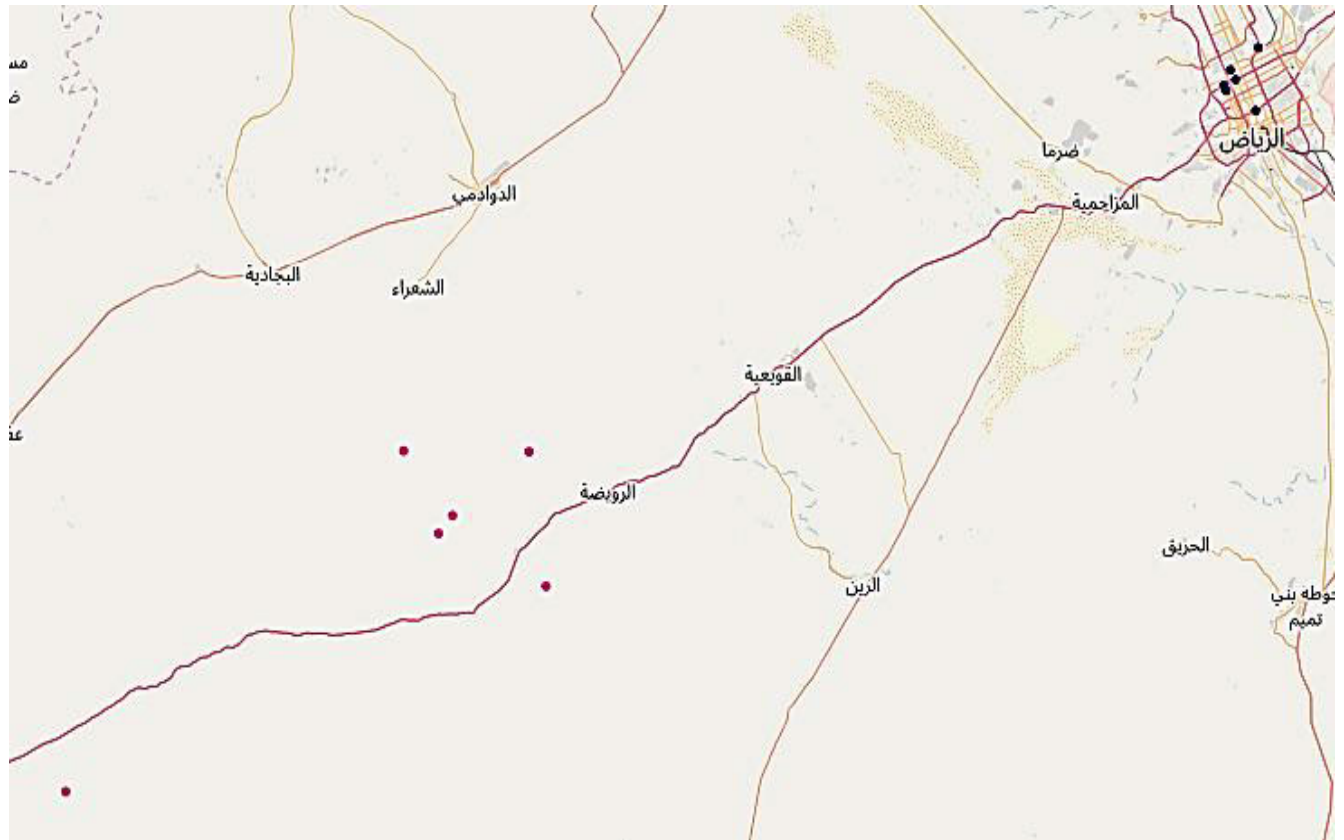 الرياض
ضرما
المزاحمية
الدوادمي
البجادية
الشعراء
القويعية
الرويضة
الحريق
الرين
حوطه بني
تميم